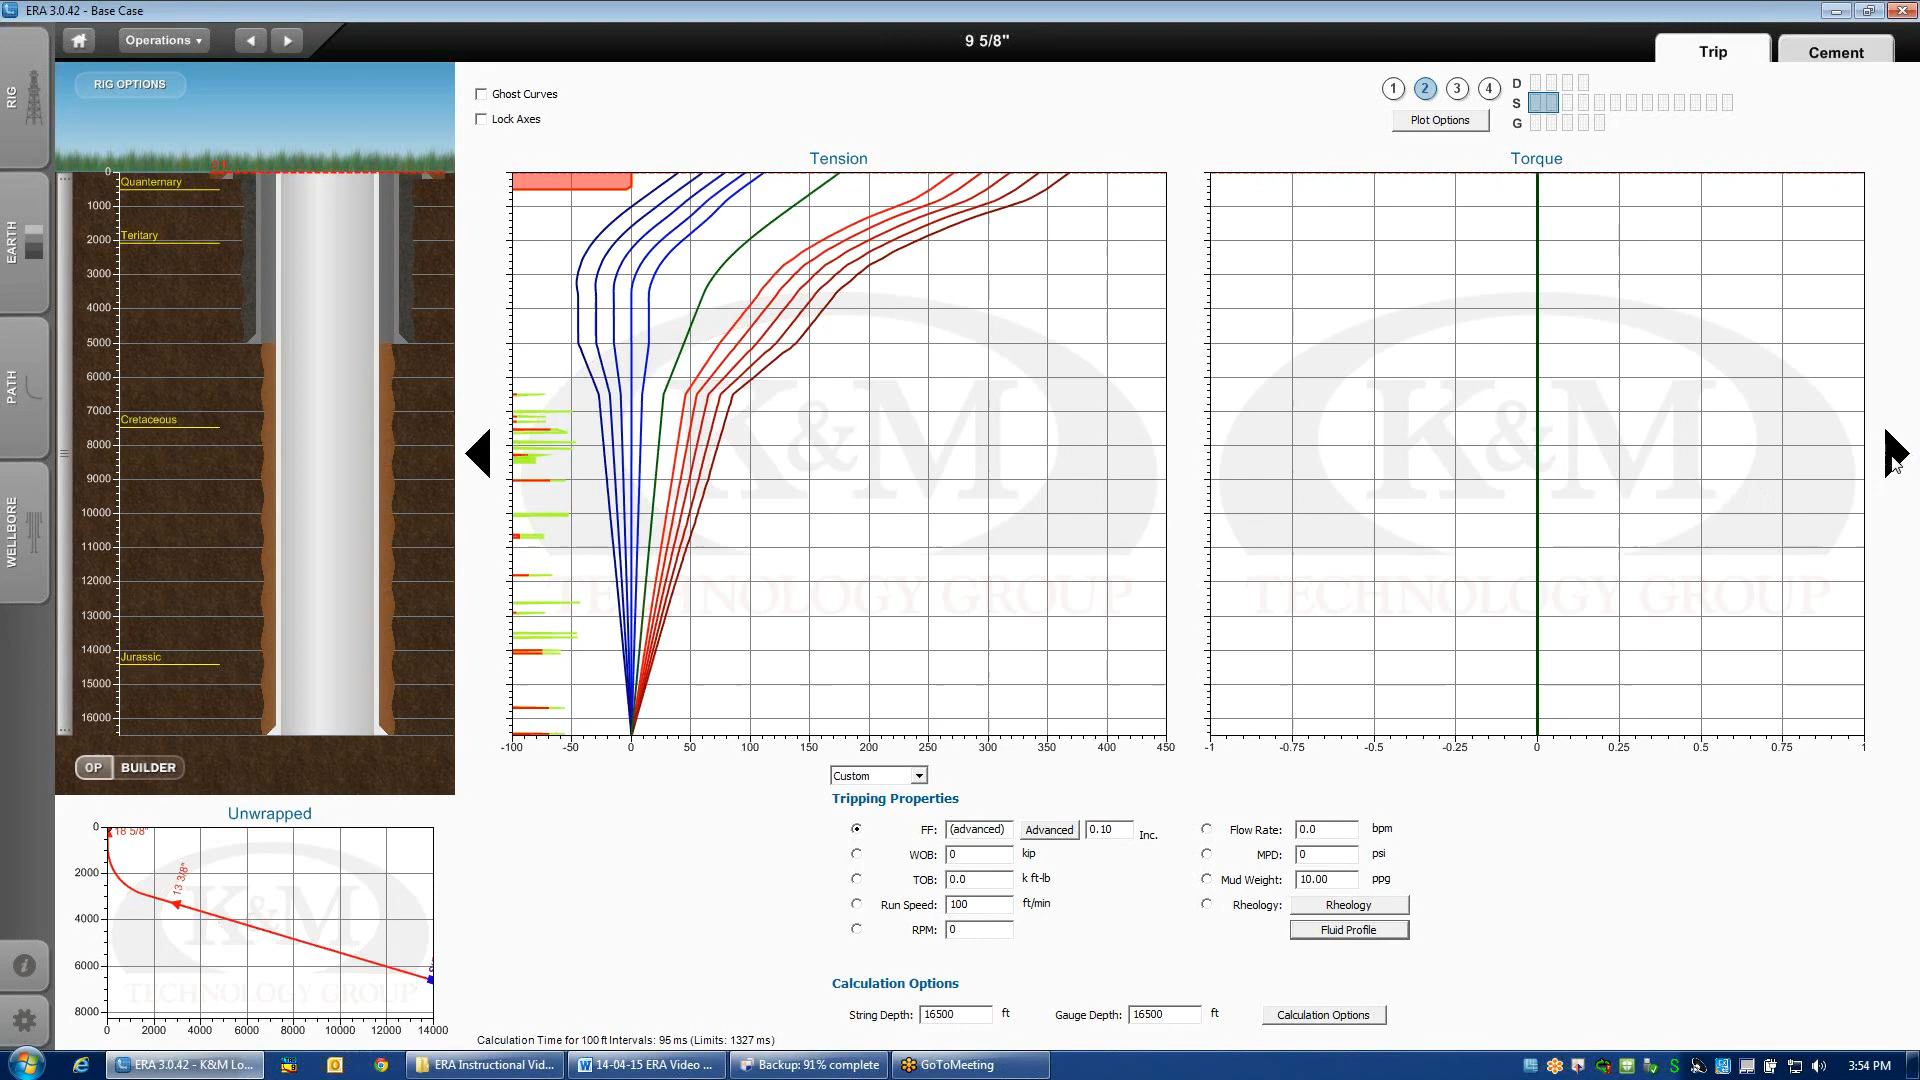 ERA 3.0.42 - Base Case
Operations
9 5/8"
Trip
Cement
RIG
EARTH
PATH
WELLBORE
RIG OPTIONS
Ghost Curves
Lock Axes
1 2 3 4
Plot Options
D
S
G
0
1000
2000
3000
4000
5000
6000
7000
8000
9000
10000
11000
12000
13000
14000
15000
16000
Quanternary
Teritary
Cretaceous
Jurassic
OP BUILDER
Tension
K&M
TECHNOLOGY GROUP
-100 -50 0 50 100 150 200 250 300 350 400 450
Torque
K&M
TECHNOLOGY GROUP
-1 -0.75 -0.5 -0.25 0 0.25 0.5 0.75 1
Custom
Tripping Properties
FF: (advanced) Advanced 0.10 Inc.
WOB: 0 kip
TOB: 0.0 k ft-lb
Run Speed: 100 ft/min
RPM: 0
Flow Rate: 0.0 bpm
MPD: 0 psi
Mud Weight: 10.00 ppg
Rheology: Rheology
Fluid Profile
Calculation Options
String Depth: 16500 ft Gauge Depth: 16500 ft Calculation Options
Calculation Time for 100 ft Intervals: 95 ms (Limits: 1327 ms)
Unwrapped
18 5/8"
13 3/8"
K&M
TECHNOLOGY GROUP
0
2000
4000
6000
8000
0 2000 4000 6000 8000 10000 12000 14000
ERA 3.0.42 - K&M Lo...
ERA Instructional Vid...
14-04-15 ERA Video ...
Backup: 91% complete
GoToMeeting
3:54 PM